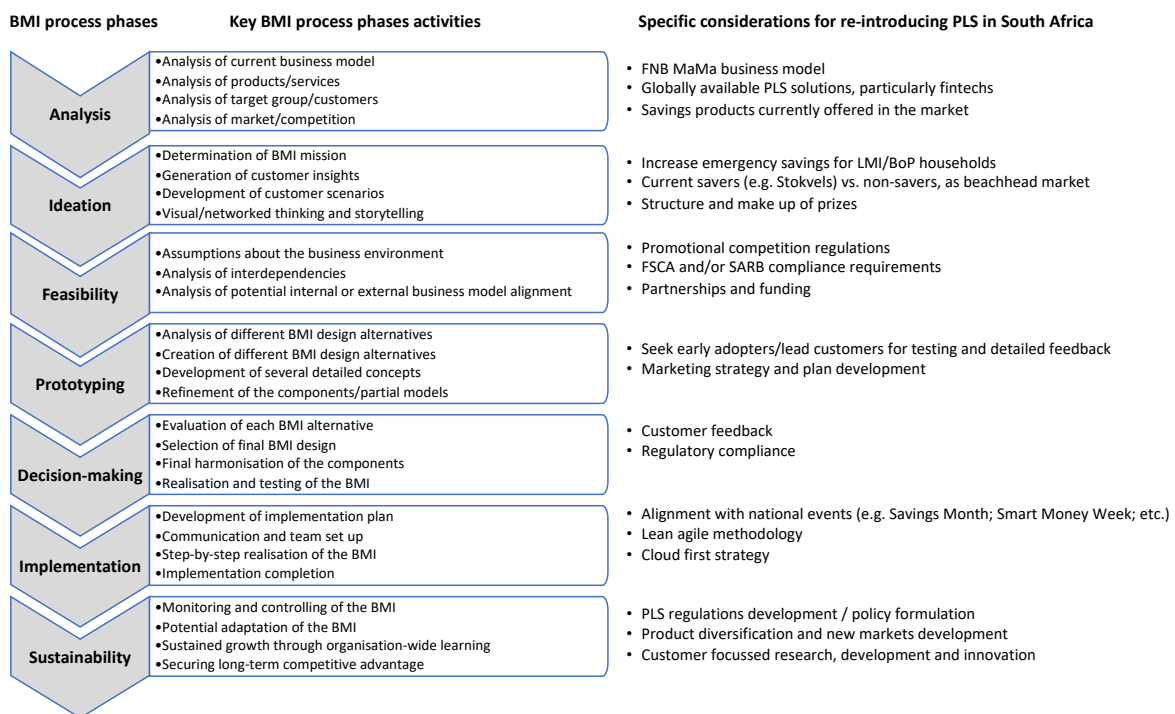 BMI process phases
Key BMI process phases activities
Specific considerations for re-introducing PLS in South Africa
Analysis
•Analysis of current business model
•Analysis of products/services
•Analysis of target group/customers
•Analysis of market/competition
• FNB MaMa business model
• Globally available PLS solutions, particularly fintechs
• Savings products currently offered in the market
Ideation
•Determination of BMI mission
•Generation of customer insights
•Development of customer scenarios
•Visual/networked thinking and storytelling
• Increase emergency savings for LMI/BoP households
• Current savers (e.g. Stokvels) vs. non-savers, as beachhead market
• Structure and make up of prizes
Feasibility
•Assumptions about the business environment
•Analysis of interdependencies
•Analysis of potential internal or external business model alignment
• Promotional competition regulations
• FSCA and/or SARB compliance requirements
• Partnerships and funding
Prototyping
•Analysis of different BMI design alternatives
•Creation of different BMI design alternatives
•Development of several detailed concepts
•Refinement of the components/partial models
• Seek early adopters/lead customers for testing and detailed feedback
• Marketing strategy and plan development
Decision-making
•Evaluation of each BMI alternative
•Selection of final BMI design
•Final harmonisation of the components
•Realisation and testing of the BMI
• Customer feedback
• Regulatory compliance
Implementation
•Development of implementation plan
•Communication and team set up
•Step-by-step realisation of the BMI
•Implementation completion
• Alignment with national events (e.g. Savings Month; Smart Money Week; etc.)
• Lean agile methodology
• Cloud first strategy
Sustainability
•Monitoring and controlling of the BMI
•Potential adaptation of the BMI
•Sustained growth through organisation-wide learning
•Securing long-term competitive advantage
• PLS regulations development / policy formulation
• Product diversification and new markets development
• Customer focussed research, development and innovation